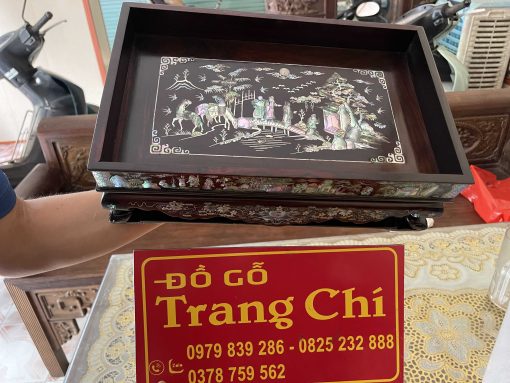 ĐỒ GỖ
Trang Chí
0979 839 286 - 0825 232 888
0378 759 562